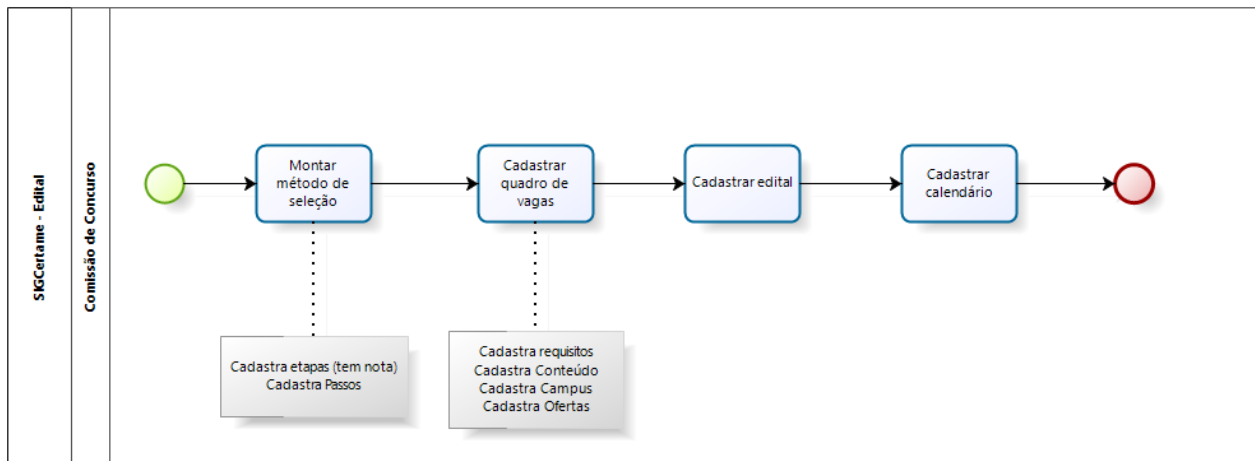 SIGCertame - Edital
Comissão de Concurso
Montar
método de
seleção
Cadastrar
quadro de
vagas
Cadastrar edital
Cadastrar
calendário
Cadastra etapas (tem nota)
Cadastra Passos
Cadastra requisitos
Cadastra Conteúdo
Cadastra Campus
Cadastra Ofertas